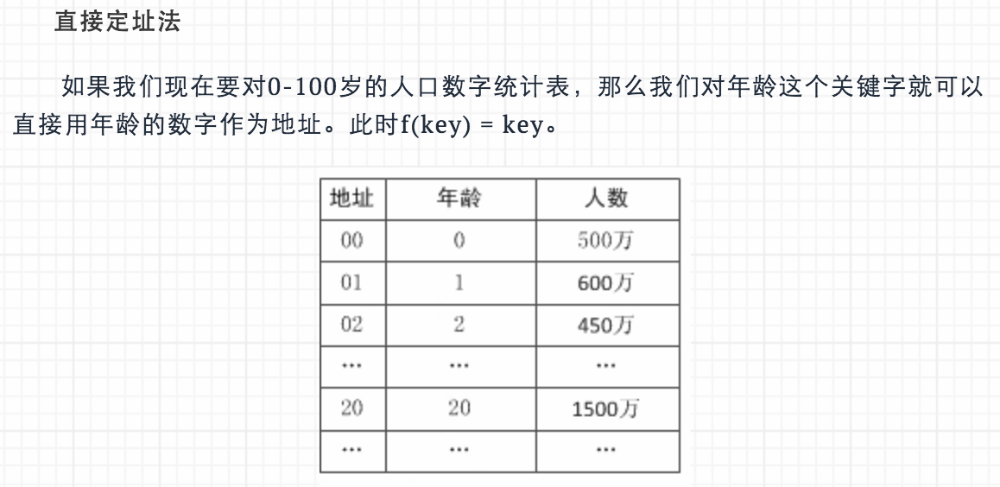 直接定址法
如果我们现在要对0-100岁的人口数字统计表，那么我们对年龄这个关键字就可以
直接用年龄的数字作为地址。此时f(key) = key。
地址 年龄 人数
00 0 500万
01 1 600万
02 2 450万
… … …
20 20 1500万
… … …